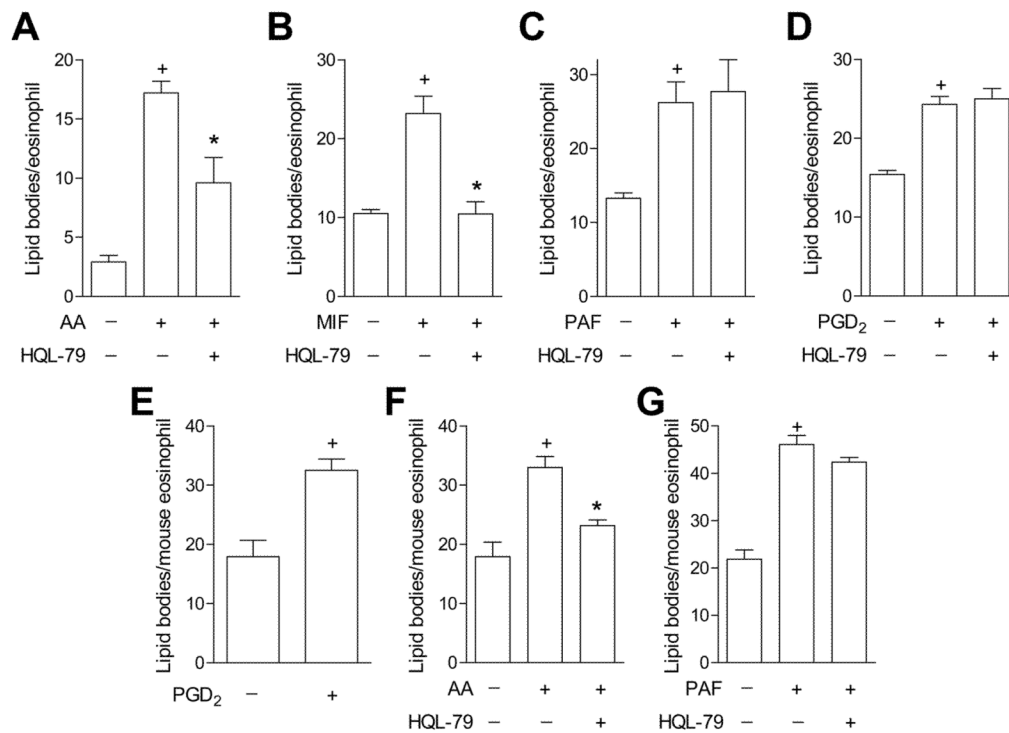 A
Lipid bodies/eosinophil
20
15
10
5
0
+
*
AA − + +
HQL-79 − − +
B
Lipid bodies/eosinophil
30
20
10
0
+
*
MIF − + +
HQL-79 − − +
C
Lipid bodies/eosinophil
30
20
10
0
+
PAF − + +
HQL-79 − − +
D
Lipid bodies/eosinophil
30
20
10
0
+
PGD₂ − + +
HQL-79 − − +
E
Lipid bodies/mouse eosinophil
40
30
20
10
0
+
PGD₂ − +
F
Lipid bodies/mouse eosinophil
40
30
20
10
0
+
*
AA − + +
HQL-79 − − +
G
Lipid bodies/mouse eosinophil
50
40
30
20
10
0
+
PAF − + +
HQL-79 − − +